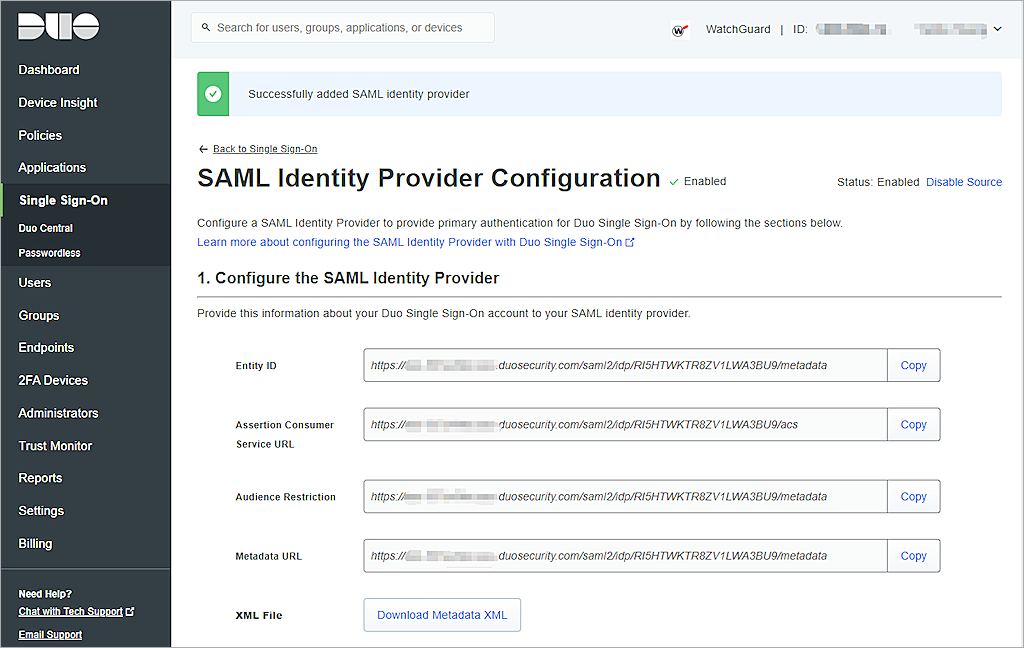 DUO
Search for users, groups, applications, or devices
WatchGuard | ID:
Dashboard
Device Insight
Policies
Applications
Single Sign-On
Duo Central
Passwordless
Users
Groups
Endpoints
2FA Devices
Administrators
Trust Monitor
Reports
Settings
Billing
Need Help?
Chat with Tech Support
Email Support
Successfully added SAML identity provider
Back to Single Sign-On
SAML Identity Provider Configuration Enabled
Status: Enabled Disable Source
Configure a SAML Identity Provider to provide primary authentication for Duo Single Sign-On by following the sections below.
Learn more about configuring the SAML Identity Provider with Duo Single Sign-On
1. Configure the SAML Identity Provider
Provide this information about your Duo Single Sign-On account to your SAML identity provider.
Entity ID https:// .duosecurity.com/saml2/idp/RI5HTWKTR8ZV1LWA3BU9/metadata Copy
Assertion Consumer
Service URL https:// duosecurity.com/saml2/idp/RI5HTWKTR8ZV1LWA3BU9/acs Copy
Audience Restriction https:// duosecurity.com/saml2/idp/RI5HTWKTR8ZV1LWA3BU9/metadata Copy
Metadata URL https:// .duosecurity.com/saml2/idp/RI5HTWKTR8ZV1LWA3BU9/metadata Copy
XML File Download Metadata XML